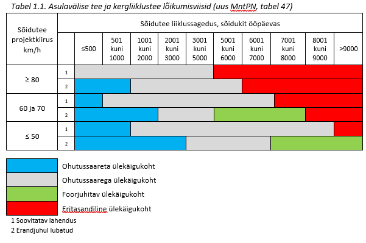 Tabel 1.1. Asulavälise tee ja kergliiklustee lõikumisviisid (uus MntPN, tabel 47)
Sõidutee projektkiirus km/h
Sõidutee liiklussagedus, sõidukit ööpäevas
≤500
501 kuni 1000
1001 kuni 2000
2001 kuni 3000
3001 kuni 5000
5001 kuni 6000
6001 kuni 7000
7001 kuni 8000
8001 kuni 9000
>9000
≥ 80
1
2
60 ja 70
1
2
≤ 50
1
2
Ohutussaareta ülekäigukoht
Ohutussaarega ülekäigukoht
Foorjuhitav ülekäigukoht
Eritasandiline ülekäigukoht
1 Soovitatav lahendus
2 Erandjuhul lubatud